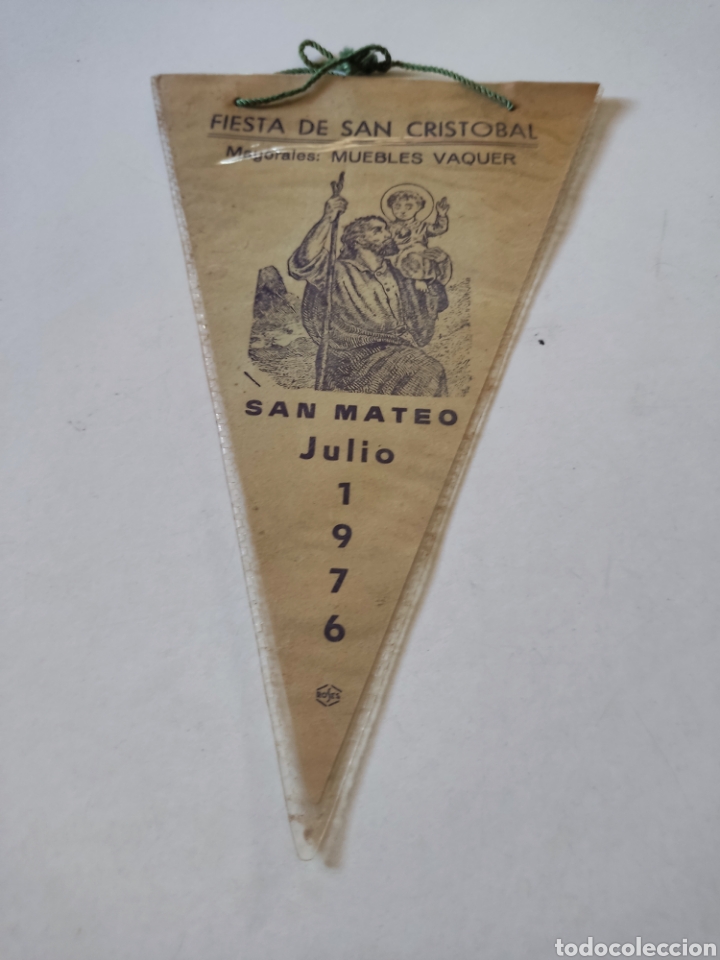 FIESTA DE SAN CRISTOBAL
Mayorales: MUEBLES VAQUER
SAN MATEO
Julio
1
9
7
6
todocoleccion